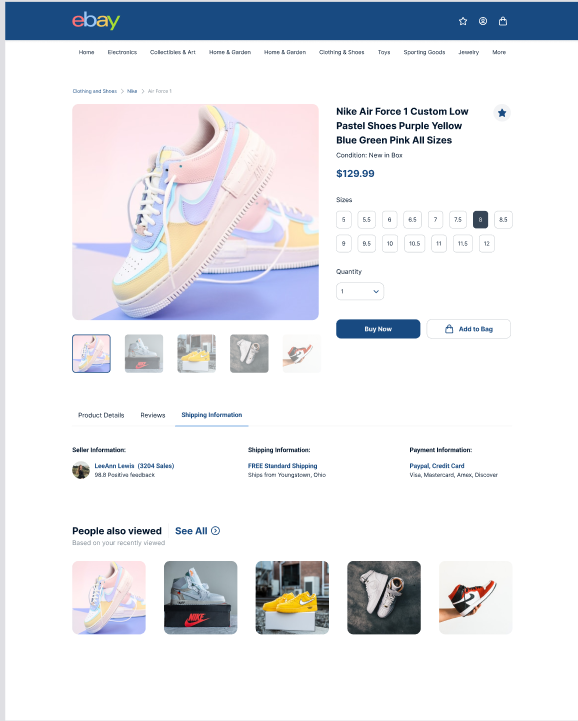 ebay
Home Electronics Collectibles & Art Home & Garden Home & Garden Clothing & Shoes Toys Sporting Goods Jewelry More
Clothing and Shoes Nike Air Force 1
Nike Air Force 1 Custom Low
Pastel Shoes Purple Yellow
Blue Green Pink All Sizes
Condition: New in Box
$129.99
Sizes
5 5.5 6 6.5 7 7.5 8 8.5
9 9.5 10 10.5 11 11.5 12
Quantity
1
Buy Now Add to Bag
Product Details Reviews Shipping Information
Seller Information: Shipping Information: Payment Information:
LeeAnn Lewis (3204 Sales) FREE Standard Shipping Paypal, Credit Card
98.8 Positive feedback Ships from Youngstown, Ohio Visa, Mastercard, Amex, Discover
People also viewed See All
Based on your recently viewed
NIKE